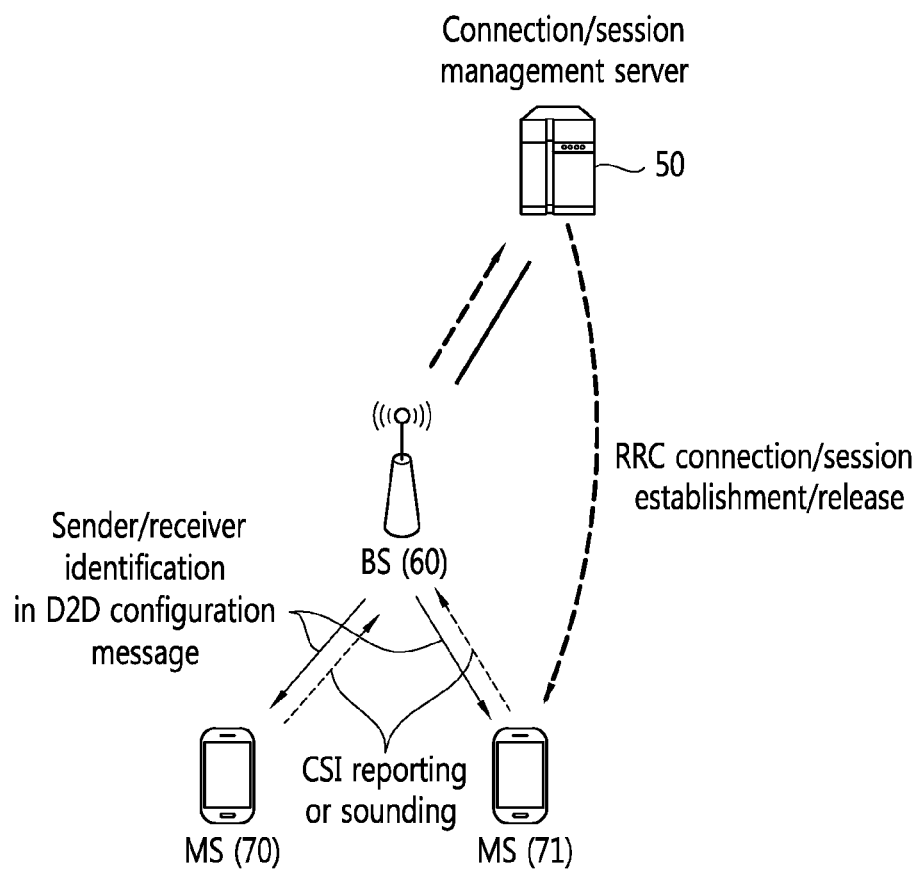 Connection/session
management server
50
RRC connection/session
establishment/release
Sender/receiver
identification
in D2D configuration
message
BS (60)
CSI reporting
or sounding
MS (70)
MS (71)